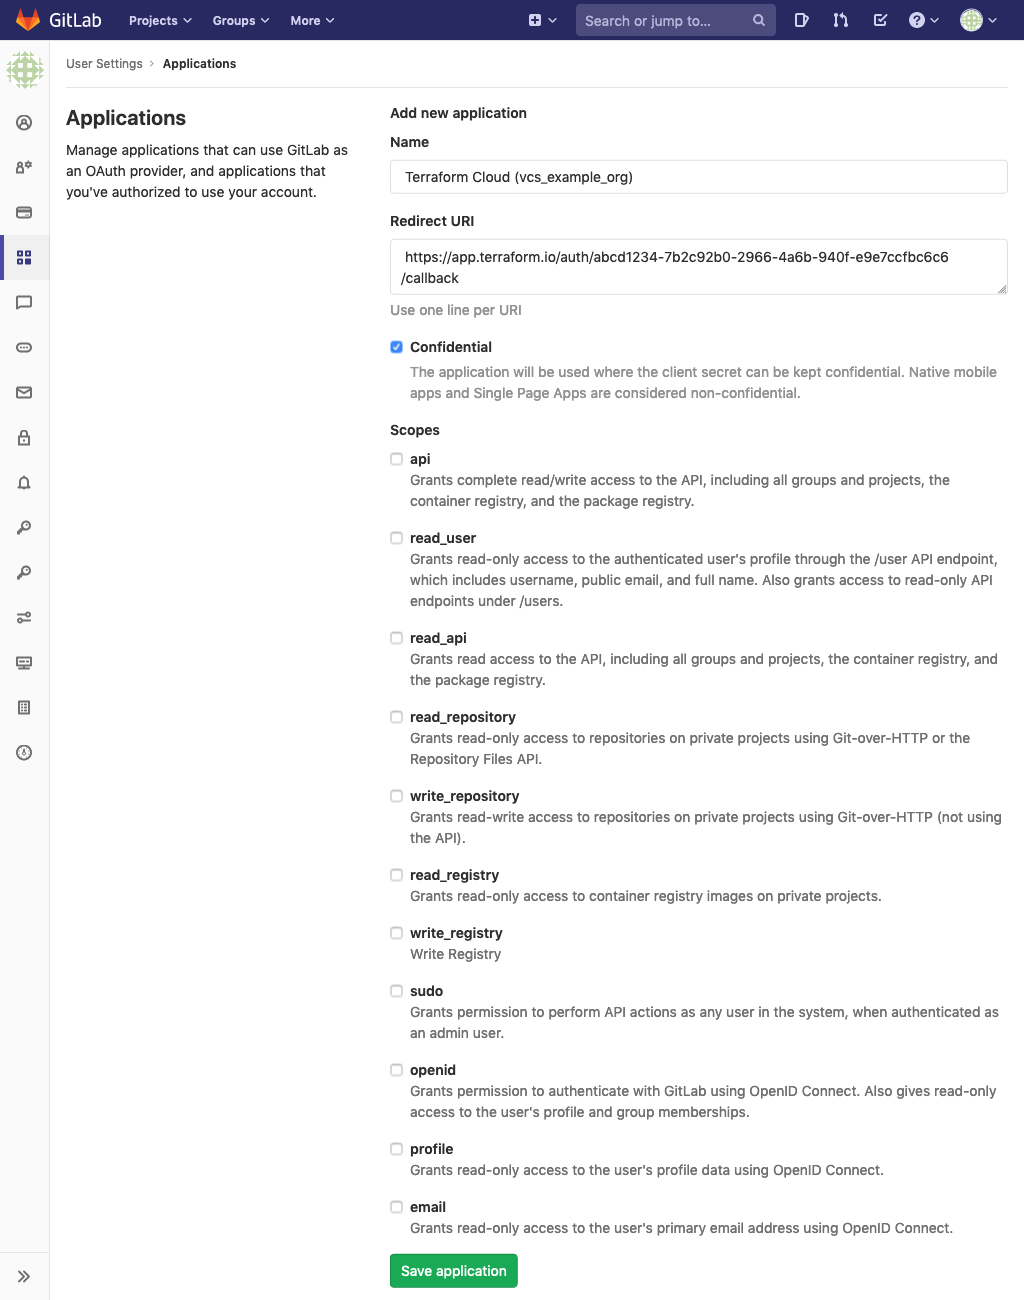 GitLab Projects Groups More Search or jump to...
User Settings > Applications
Applications
Manage applications that can use GitLab as
an OAuth provider, and applications that
you've authorized to use your account.
Add new application
Name
Terraform Cloud (vcs_example_org)
Redirect URI
https://app.terraform.io/auth/abcd1234-7b2c92b0-2966-4a6b-940f-e9e7ccfbc6c6
/callback
Use one line per URI
Confidential
The application will be used where the client secret can be kept confidential. Native mobile
apps and Single Page Apps are considered non-confidential.
Scopes
api
Grants complete read/write access to the API, including all groups and projects, the
container registry, and the package registry.
read_user
Grants read-only access to the authenticated user's profile through the /user API endpoint,
which includes username, public email, and full name. Also grants access to read-only API
endpoints under /users.
read_api
Grants read access to the API, including all groups and projects, the container registry, and
the package registry.
read_repository
Grants read-only access to repositories on private projects using Git-over-HTTP or the
Repository Files API.
write_repository
Grants read-write access to repositories on private projects using Git-over-HTTP (not using
the API).
read_registry
Grants read-only access to container registry images on private projects.
write_registry
Write Registry
sudo
Grants permission to perform API actions as any user in the system, when authenticated as
an admin user.
openid
Grants permission to authenticate with GitLab using OpenID Connect. Also gives read-only
access to the user's profile and group memberships.
profile
Grants read-only access to the user's profile data using OpenID Connect.
email
Grants read-only access to the user's primary email address using OpenID Connect.
Save application